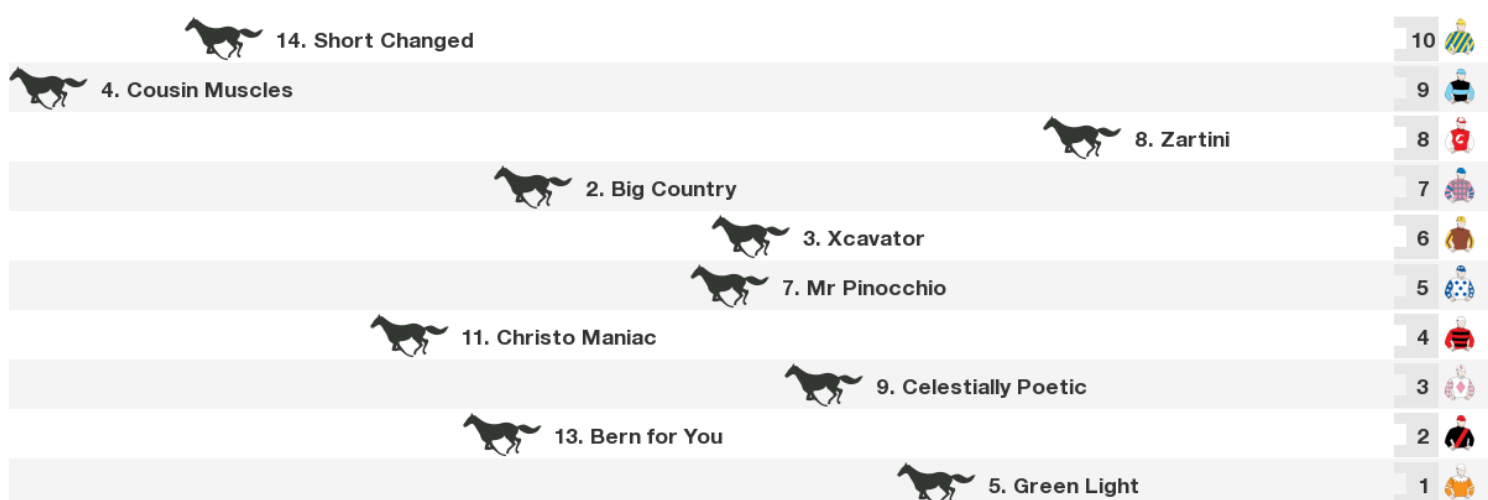 14. Short Changed 10
4. Cousin Muscles 9
8. Zartini 8
2. Big Country 7
3. Xcavator 6
7. Mr Pinocchio 5
11. Christo Maniac 4
9. Celestially Poetic 3
13. Bern for You 2
5. Green Light 1